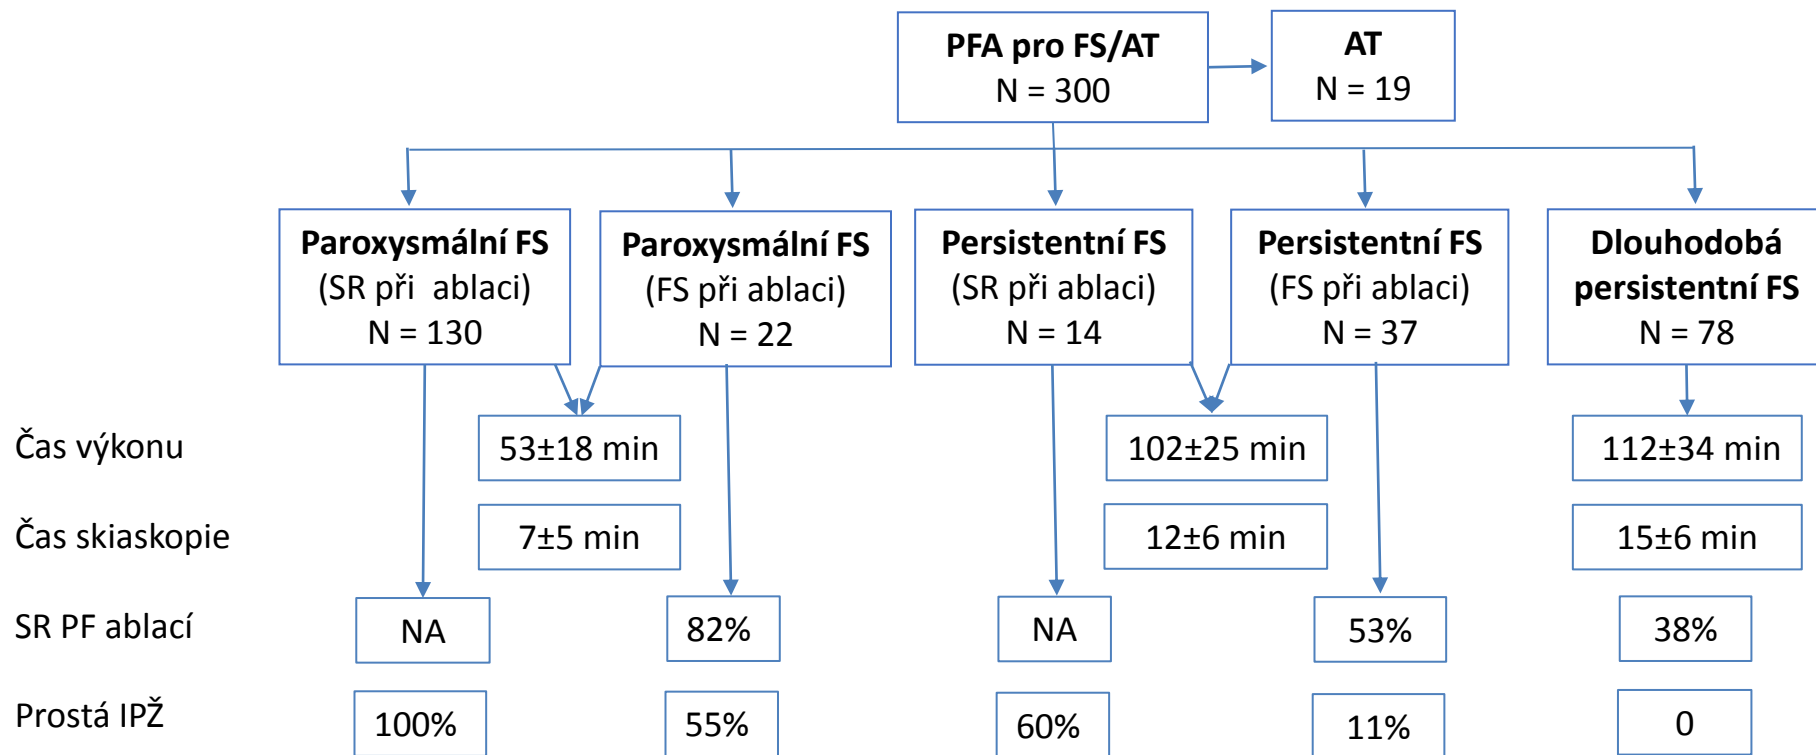 PFA pro FS/AT
N = 300
AT
N = 19
Paroxysmální FS
(SR při ablaci)
N = 130
Paroxysmální FS
(FS při ablaci)
N = 22
Persistentní FS
(SR při ablaci)
N = 14
Persistentní FS
(FS při ablaci)
N = 37
Dlouhodobá
persistentní FS
N = 78
Čas výkonu
53±18 min
102±25 min
112±34 min
Čas skiaskopie
7±5 min
12±6 min
15±6 min
SR PF ablací
NA
82%
NA
53%
38%
Prostá IPŽ
100%
55%
60%
11%
0